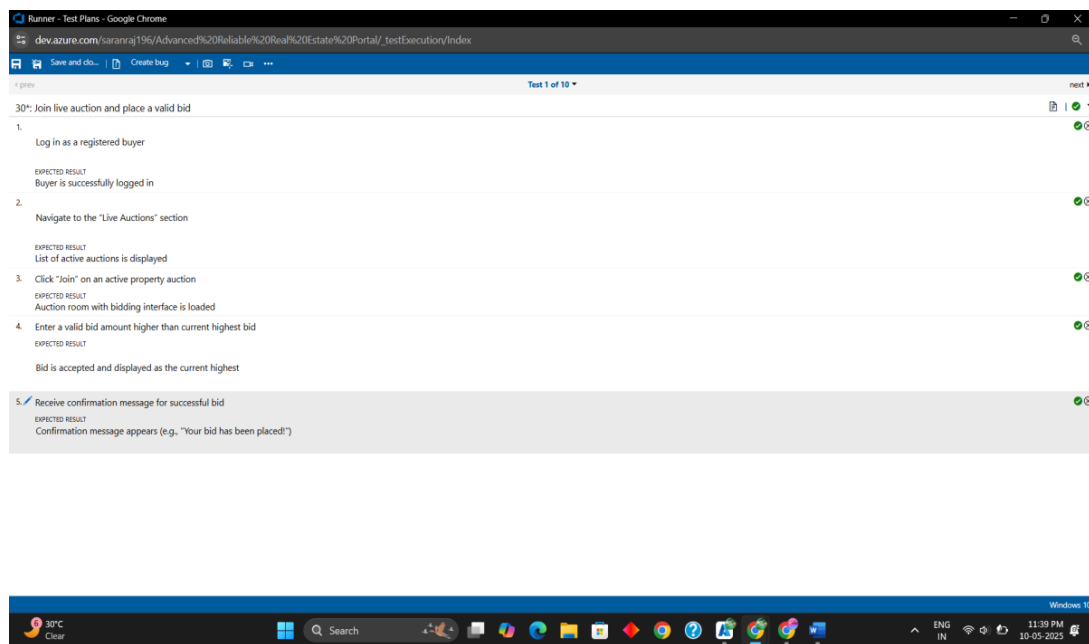 Runner - Test Plans - Google Chrome
dev.azure.com/saranraj196/Advanced%20Reliable%20Real%20Estate%20Portal/_testExecution/Index
Save and clo... Create bug
prev Test 1 of 10 next
30*: Join live auction and place a valid bid
1.
Log in as a registered buyer
EXPECTED RESULT
Buyer is successfully logged in
2.
Navigate to the "Live Auctions" section
EXPECTED RESULT
List of active auctions is displayed
3. Click "Join" on an active property auction
EXPECTED RESULT
Auction room with bidding interface is loaded
4. Enter a valid bid amount higher than current highest bid
EXPECTED RESULT
Bid is accepted and displayed as the current highest
5. Receive confirmation message for successful bid
EXPECTED RESULT
Confirmation message appears (e.g., "Your bid has been placed!")
Windows 10
6 30°C
Clear
Search
ENG
IN
11:39 PM
10-05-2025